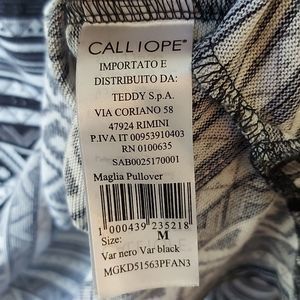 CALLIOPE®
IMPORTATO E
DISTRIBUITO DA:
TEDDY S.p.A.
VIA CORIANO 58
47924 RIMINI
P.IVA IT 00953910403
RN 0100635
SAB0025170001
Maglia Pullover
1 000439 235218
Size: M
Var nero Var black
MGKD51563PFAN3